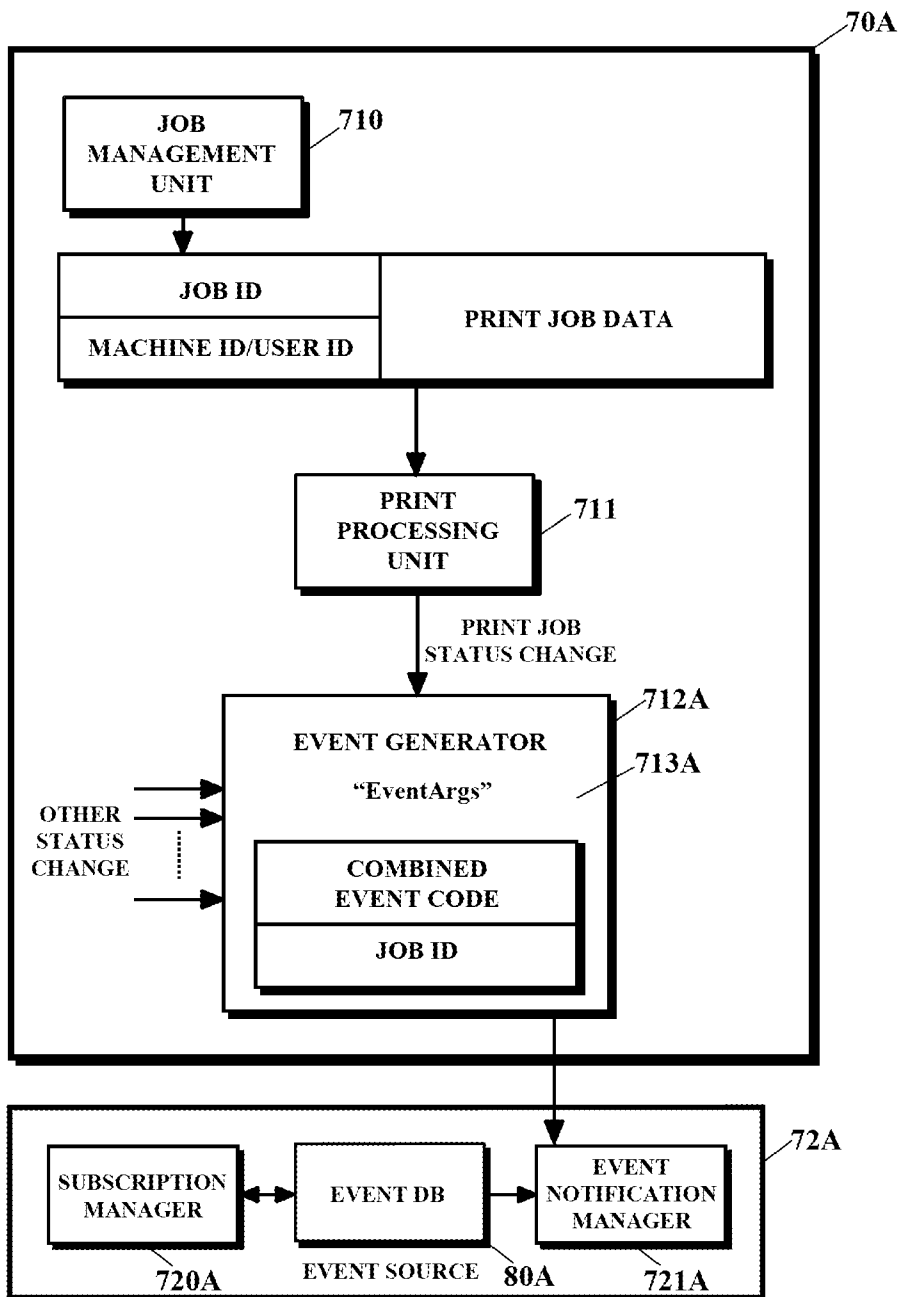 70A
JOB
MANAGEMENT
UNIT
710
JOB ID
MACHINE ID/USER ID
PRINT JOB DATA
PRINT
PROCESSING
UNIT
711
PRINT JOB
STATUS CHANGE
712A
EVENT GENERATOR
713A
“EventArgs”
OTHER
STATUS
CHANGE
COMBINED
EVENT CODE
JOB ID
72A
SUBSCRIPTION
MANAGER
EVENT DB
EVENT
NOTIFICATION
MANAGER
720A
EVENT SOURCE
80A
721A